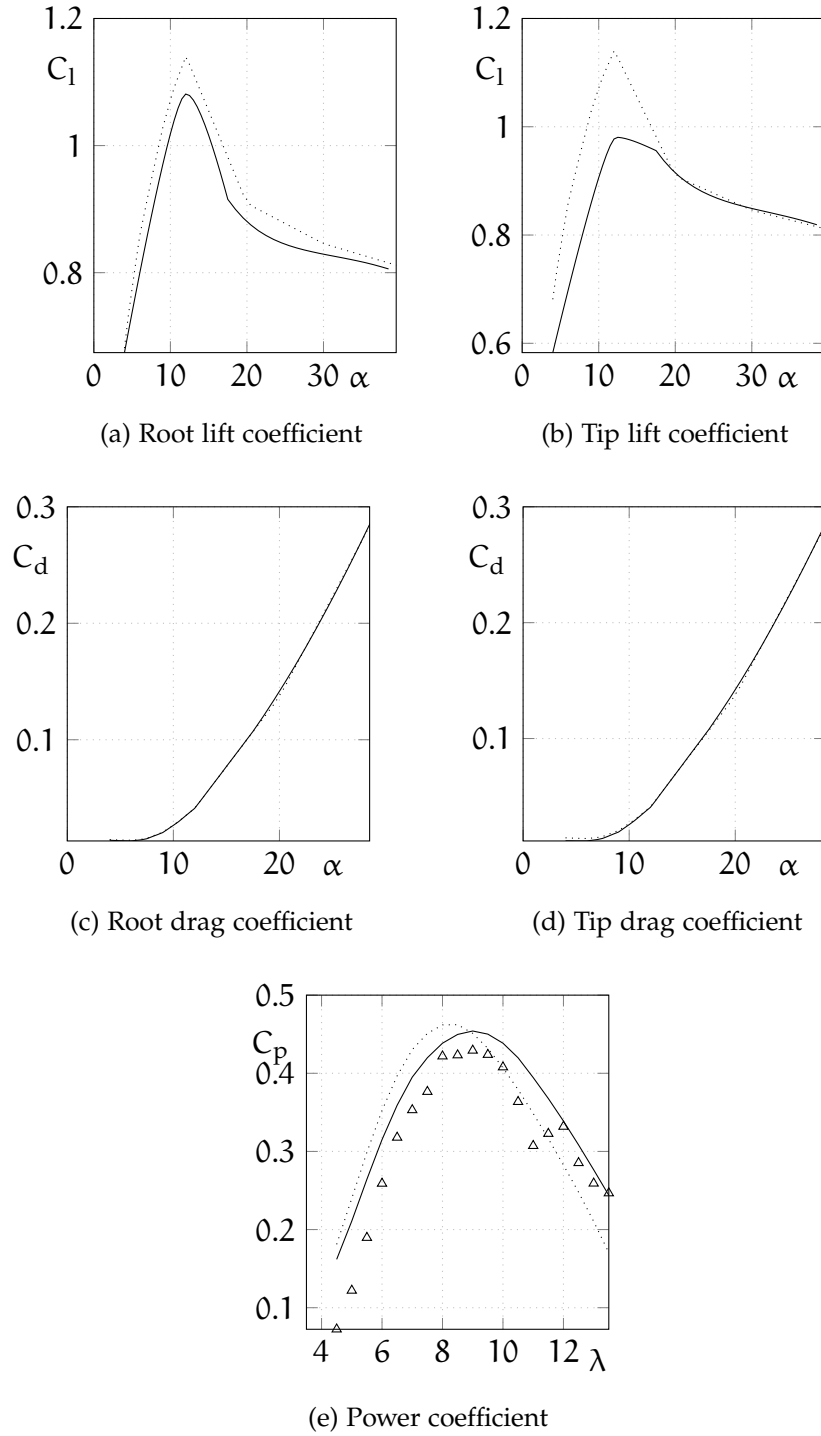 1.2
C_l
1
0.8
0 10 20 30 α
(a) Root lift coefficient
1.2
C_l
1
0.8
0.6
0 10 20 30 α
(b) Tip lift coefficient
0.3
C_d
0.2
0.1
0 10 20 α
(c) Root drag coefficient
0.3
C_d
0.2
0.1
0 10 20 α
(d) Tip drag coefficient
0.5
C_p
0.4
0.3
0.2
0.1
4 6 8 10 12 λ
(e) Power coefficient